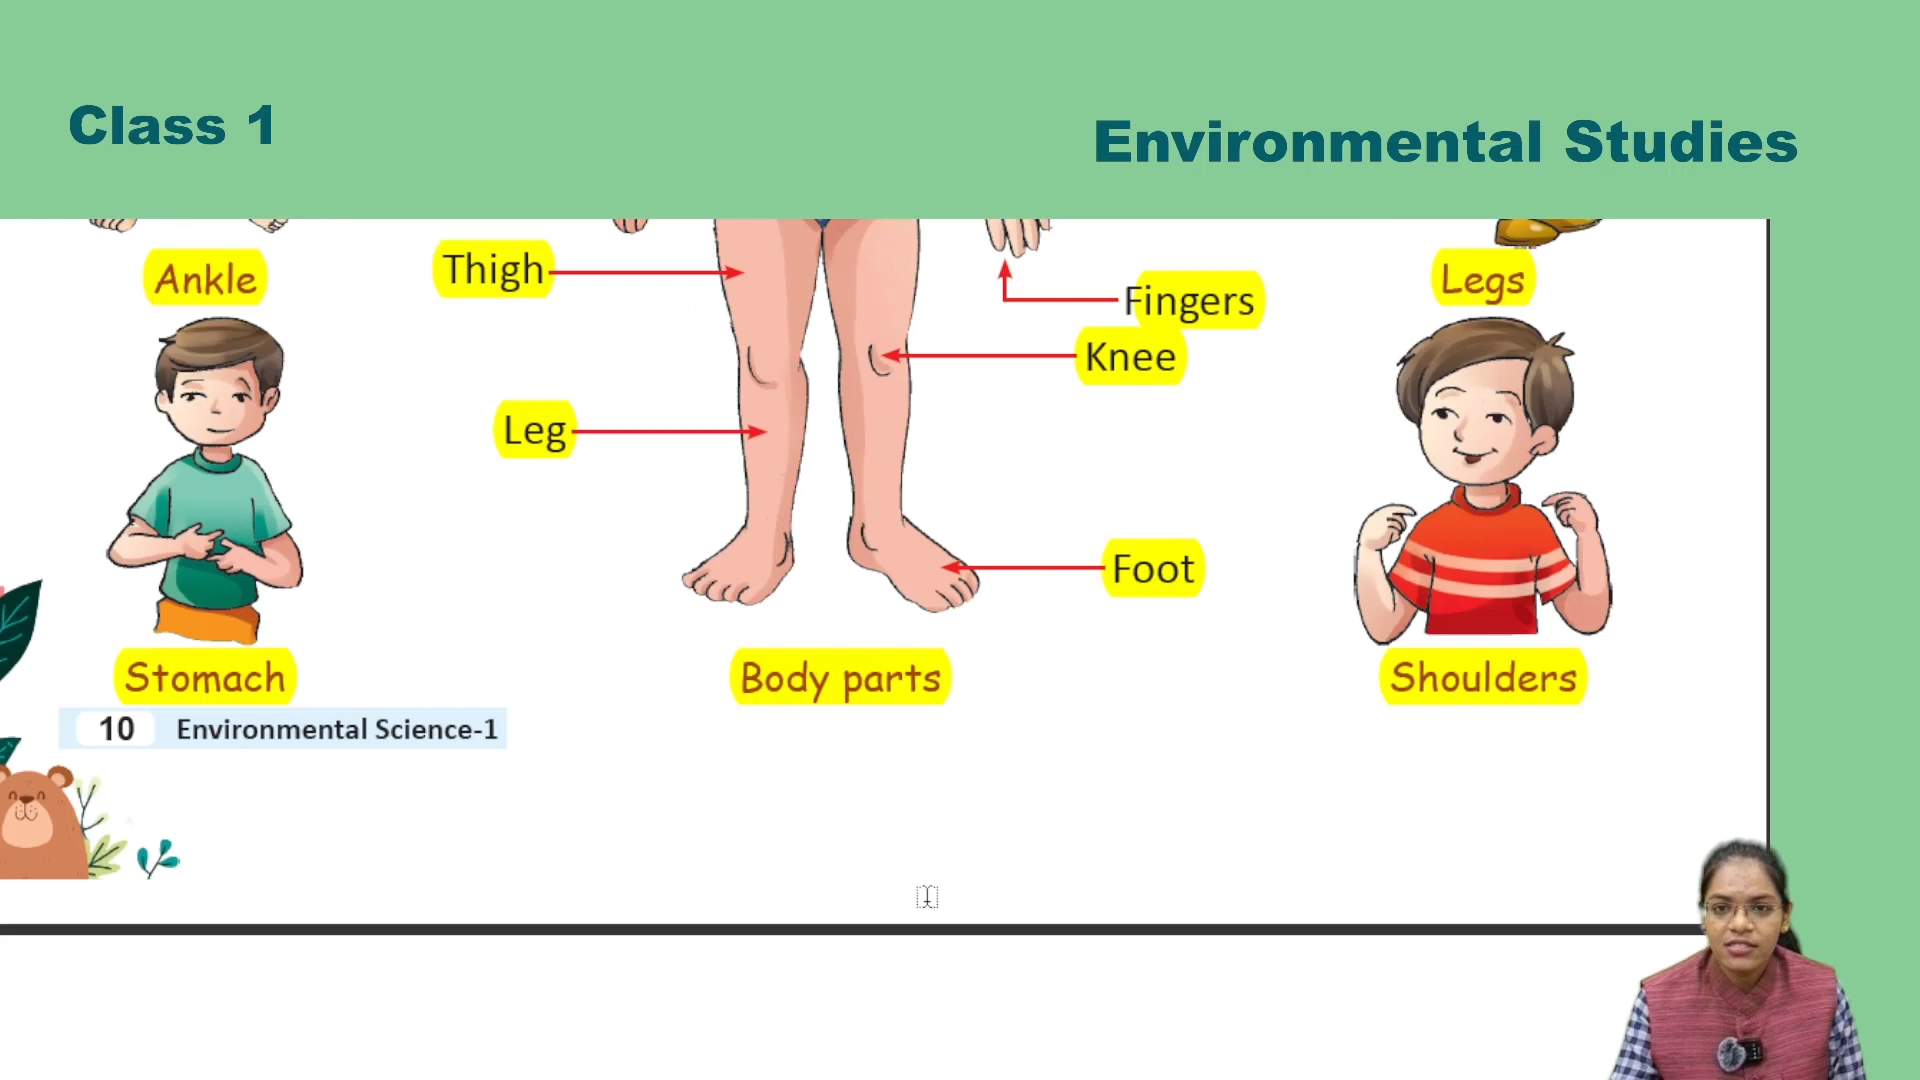 Class 1
Environmental Studies
Ankle
Thigh
Fingers
Legs
Knee
Leg
Foot
Stomach
Body parts
Shoulders
10 Environmental Science-1